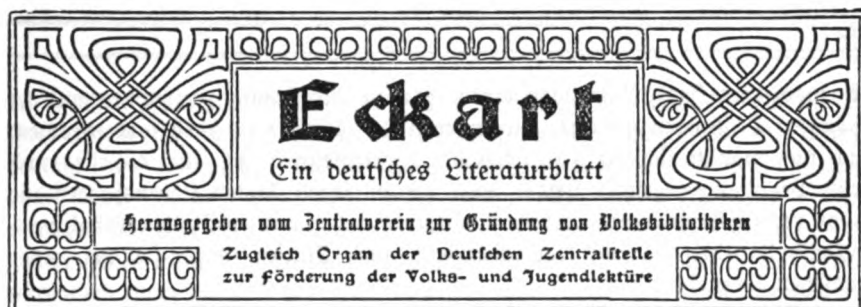 Eckart
Ein deutſches Literaturblatt
Herausgegeben vom Zentralverein zur Gründung von Volksbibliotheken
Zugleich Organ der Deutſchen Zentralſtelle
zur Förderung der Volks- und Jugendlektüre